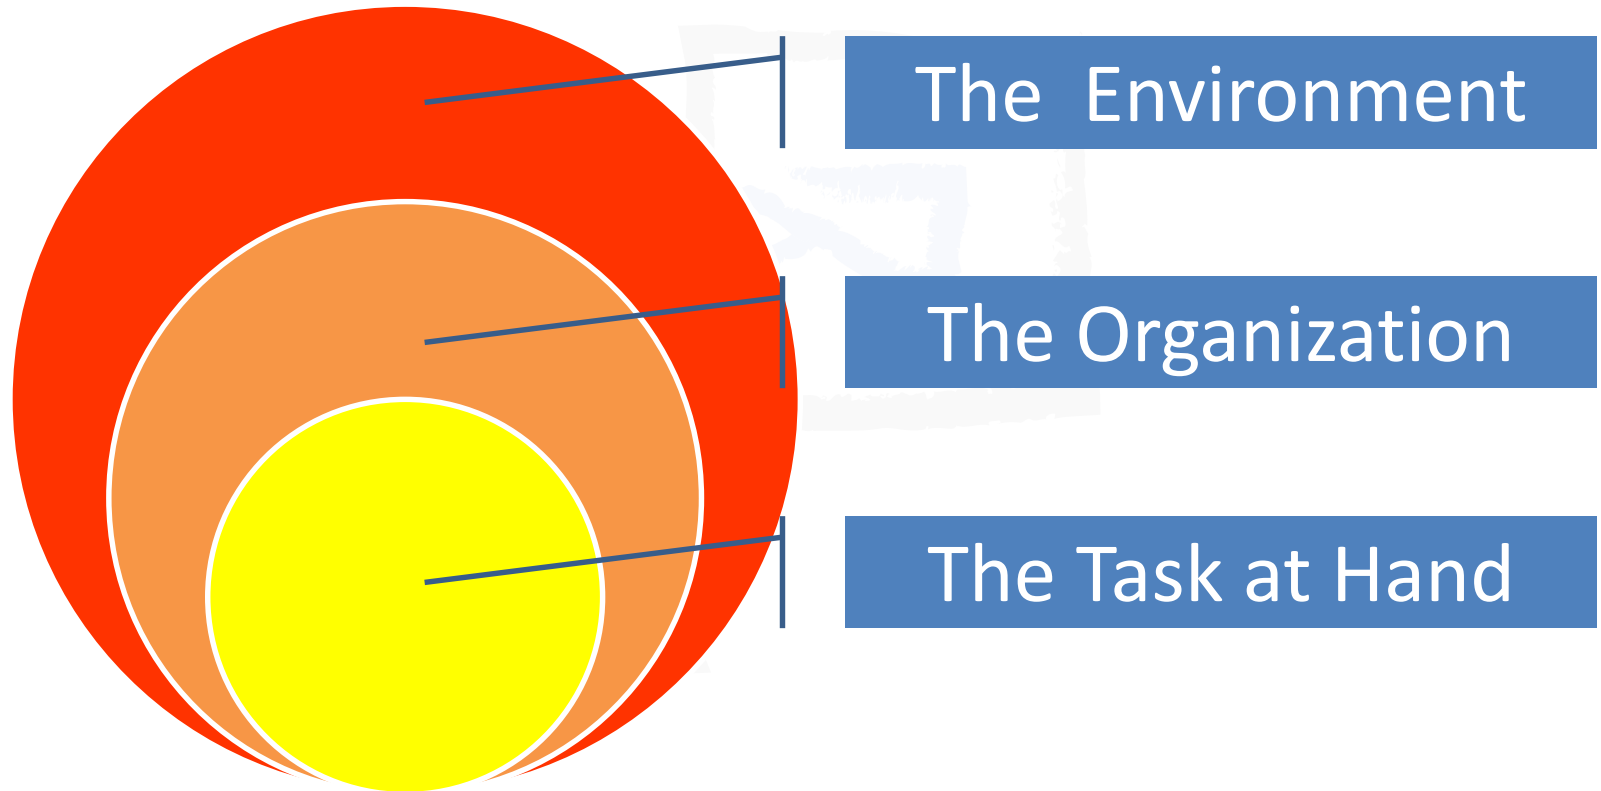 The Environment
The Organization
The Task at Hand